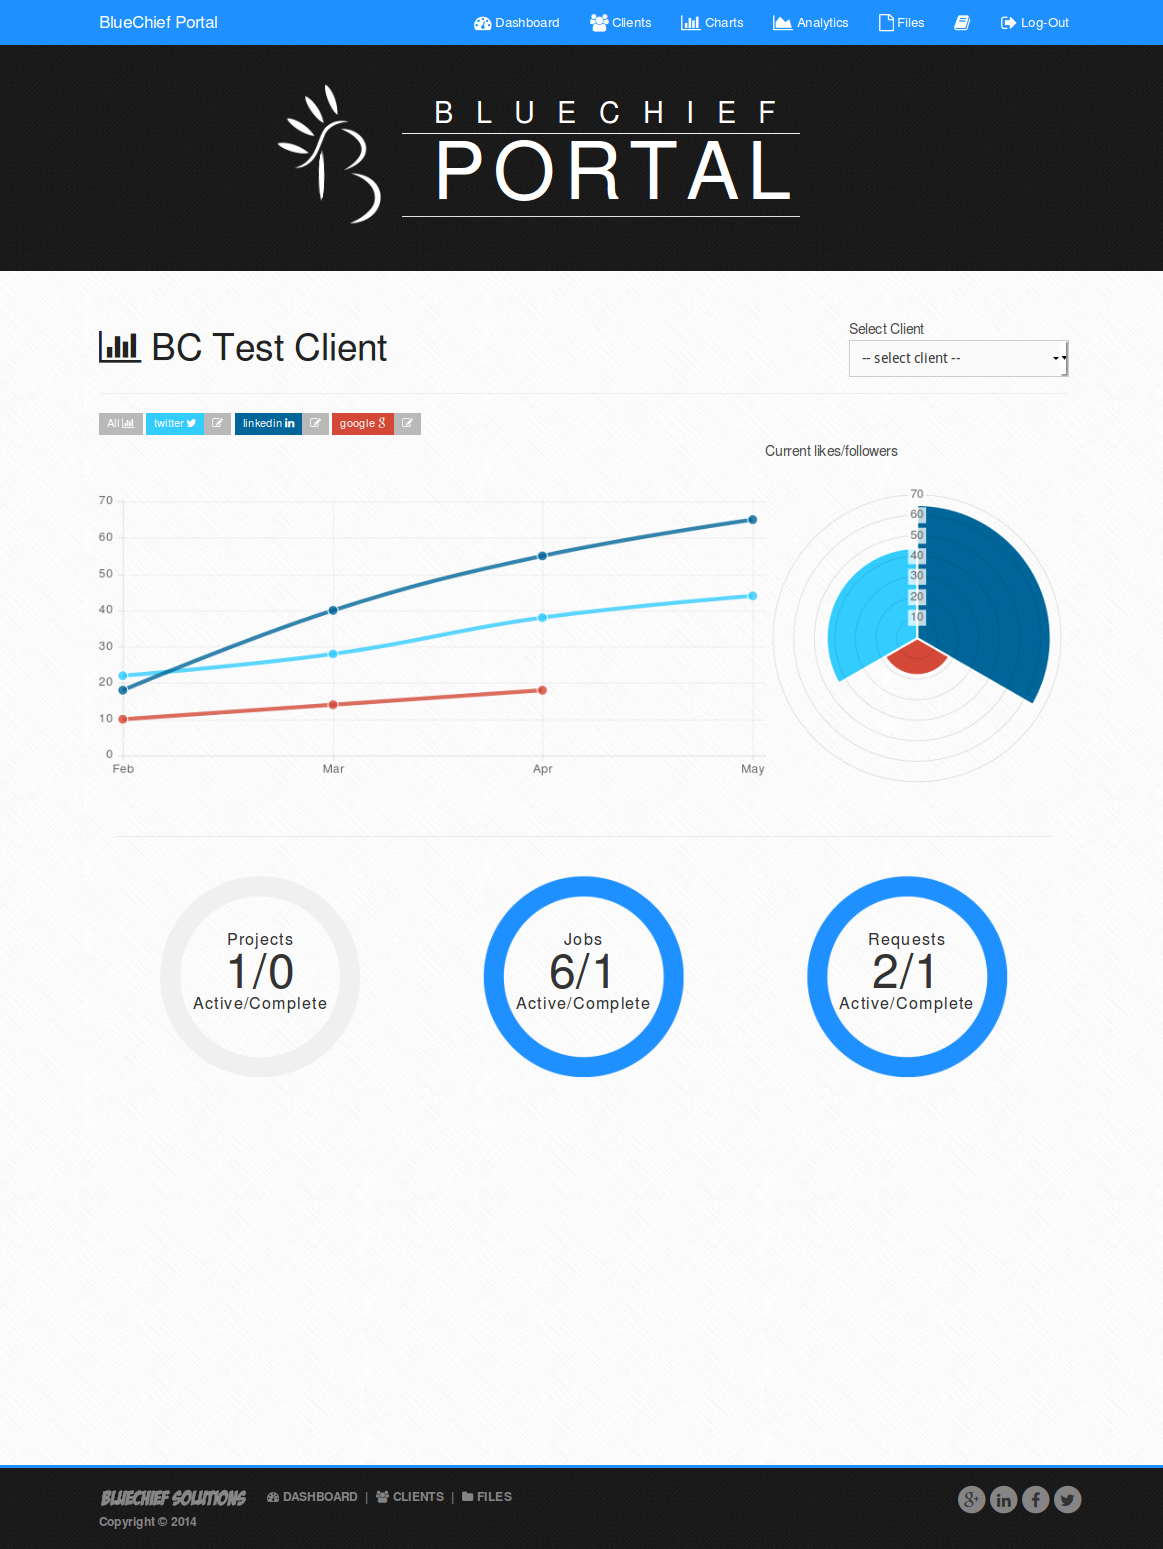 BlueChief Portal Dashboard Clients Charts Analytics Files Log-Out
BLUECHIEF
PORTAL
BC Test Client
Select Client
-- select client --
All twitter linkedin google
Current likes/followers
70
60
50
40
30
20
10
0
Feb Mar Apr May
70
60
50
40
30
20
10
Projects
1/0
Active/Complete
Jobs
6/1
Active/Complete
Requests
2/1
Active/Complete
BLUECHIEF SOLUTIONS DASHBOARD | CLIENTS | FILES
Copyright © 2014